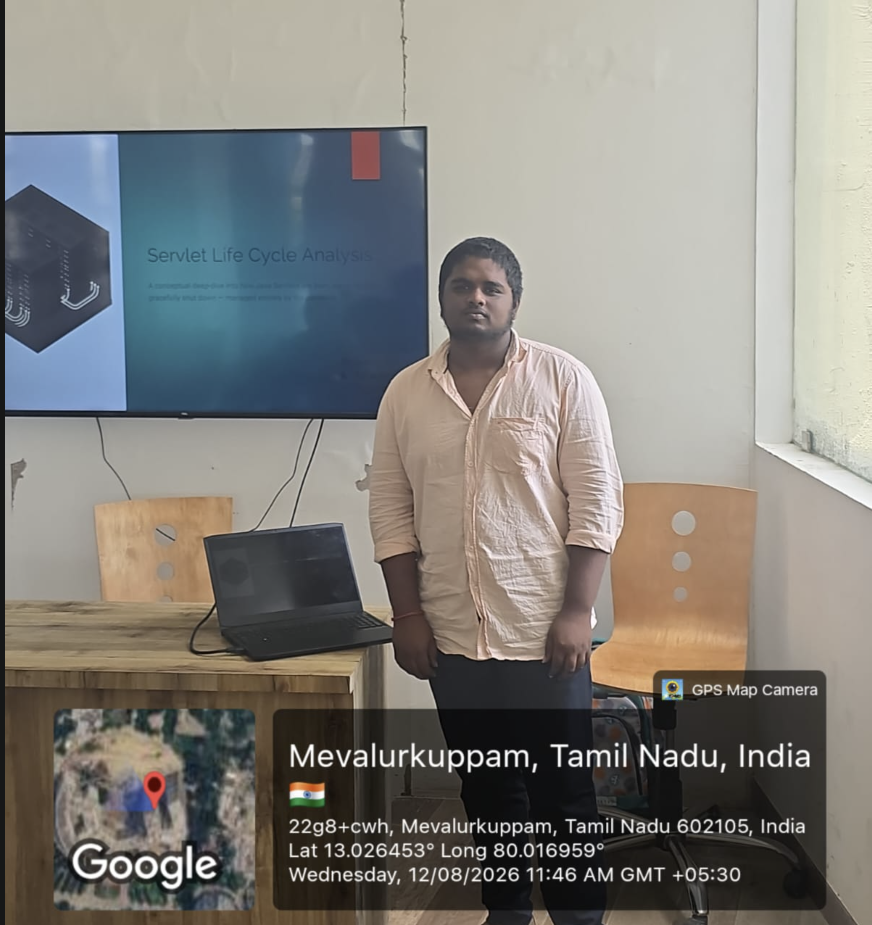 Servlet Life Cycle Analysis
GPS Map Camera
Mevalurkuppam, Tamil Nadu, India
22g8+cwh, Mevalurkuppam, Tamil Nadu 602105, India
Lat 13.026453° Long 80.016959°
Wednesday, 12/08/2026 11:46 AM GMT +05:30
Google